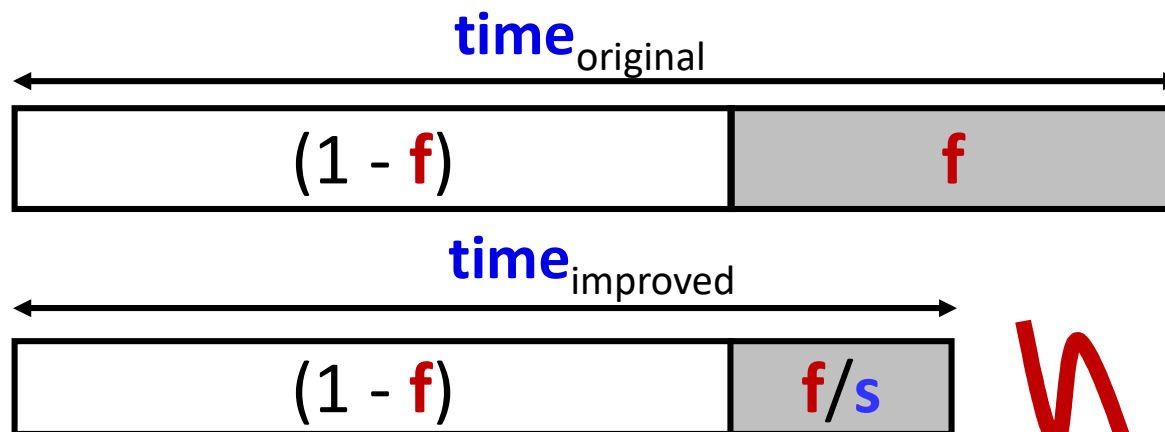 time original
(1 - f) f
time improved
(1 - f) f/s